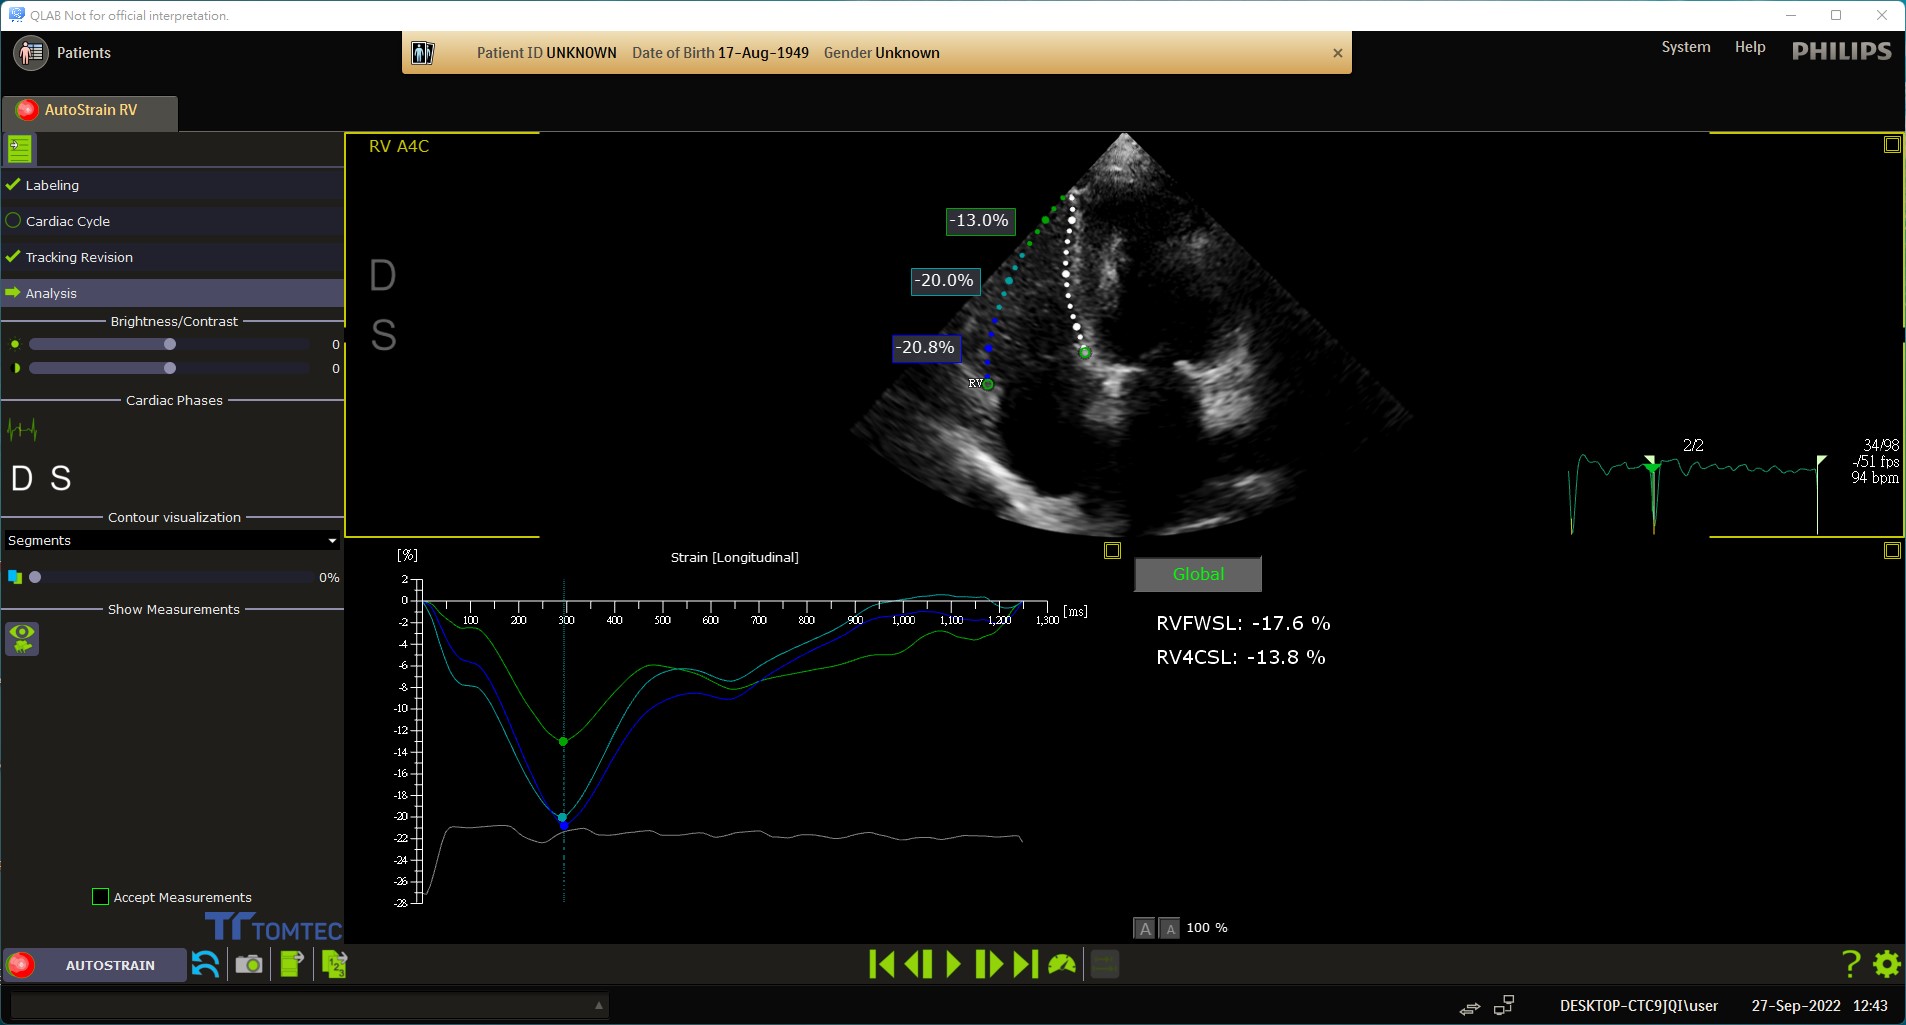 QLAB Not for official interpretation.
Patients
Patient ID UNKNOWN Date of Birth 17-Aug-1949 Gender Unknown
System Help PHILIPS
AutoStrain RV
Labeling
Cardiac Cycle
Tracking Revision
Analysis
Brightness/Contrast
0
0
Cardiac Phases
D S
Contour visualization
Segments
0%
Show Measurements
Accept Measurements
TOMTEC
RV A4C
D
S
-13.0%
-20.0%
-20.8%
RV
2/2
34/98
-/51 fps
94 bpm
[%]
Strain [Longitudinal]
2
0
-2
-4
-6
-8
-10
-12
-14
-16
-18
-20
-22
-24
-26
-28
100 200 300 400 500 600 700 800 900 1,000 1,100 1,200 1,300 [ms]
Global
RVFWSL: -17.6 %
RV4CSL: -13.8 %
A A 100 %
AUTOSTRAIN
123
?
DESKTOP-CTC9JQI\user 27-Sep-2022 12:43